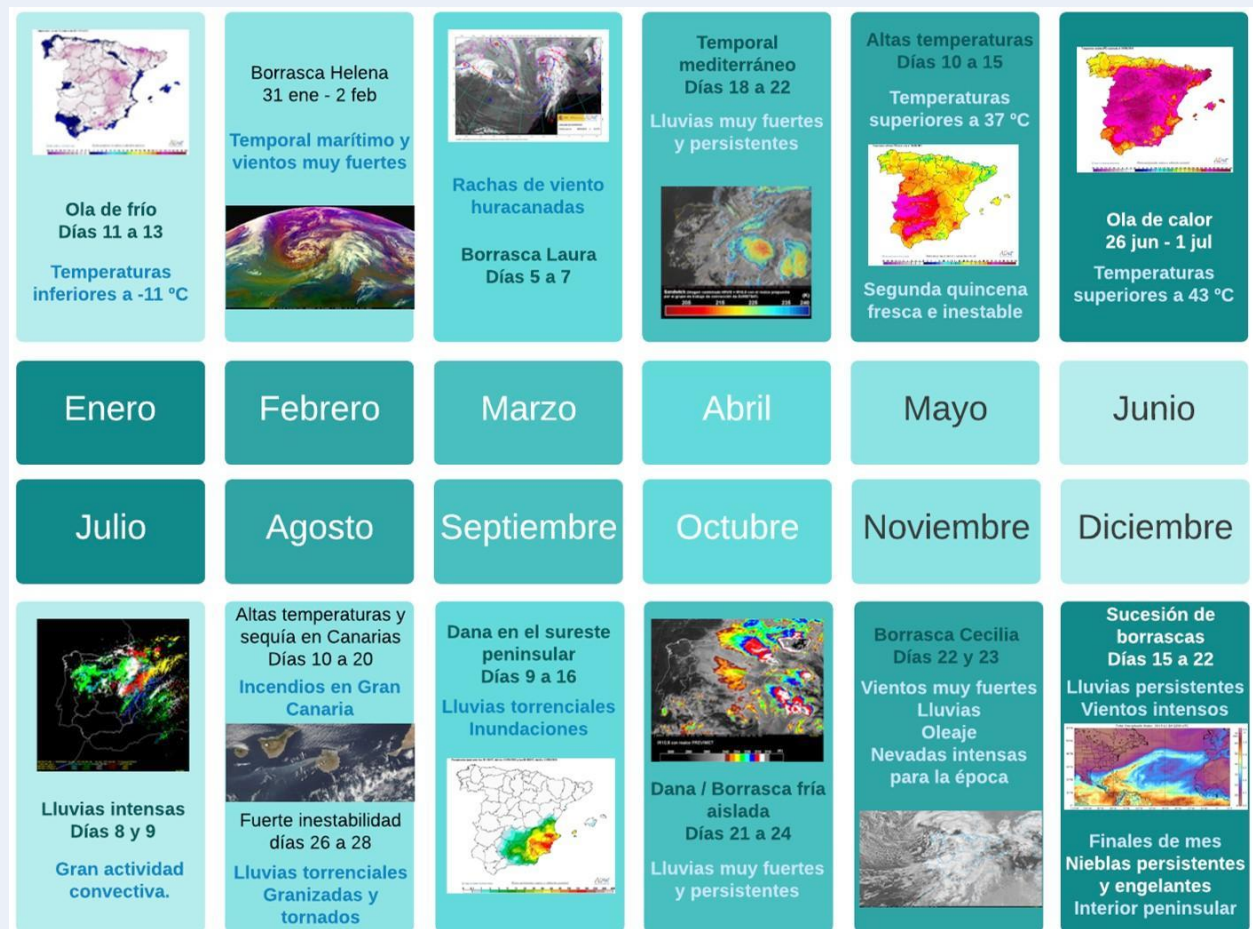 Ola de frío
Días 11 a 13
Temperaturas
inferiores a -11 ºC
Borrasca Helena
31 ene - 2 feb
Temporal marítimo y
vientos muy fuertes
Rachas de viento
huracanadas
Borrasca Laura
Días 5 a 7
Temporal
mediterráneo
Días 18 a 22
Lluvias muy fuertes
y persistentes
Altas temperaturas
Días 10 a 15
Temperaturas
superiores a 37 ºC
Segunda quincena
fresca e inestable
Ola de calor
26 jun - 1 jul
Temperaturas
superiores a 43 ºC
Enero
Febrero
Marzo
Abril
Mayo
Junio
Julio
Agosto
Septiembre
Octubre
Noviembre
Diciembre
Lluvias intensas
Días 8 y 9
Gran actividad
convectiva.
Altas temperaturas y
sequía en Canarias
Días 10 a 20
Incendios en Gran
Canaria
Fuerte inestabilidad
días 26 a 28
Lluvias torrenciales
Granizadas y
tornados
Dana en el sureste
peninsular
Días 9 a 16
Lluvias torrenciales
Inundaciones
Dana / Borrasca fría
aislada
Días 21 a 24
Lluvias muy fuertes
y persistentes
Borrasca Cecilia
Días 22 y 23
Vientos muy fuertes
Lluvias
Oleaje
Nevadas intensas
para la época
Sucesión de
borrascas
Días 15 a 22
Lluvias persistentes
Vientos intensos
Finales de mes
Nieblas persistentes
y engelantes
Interior peninsular